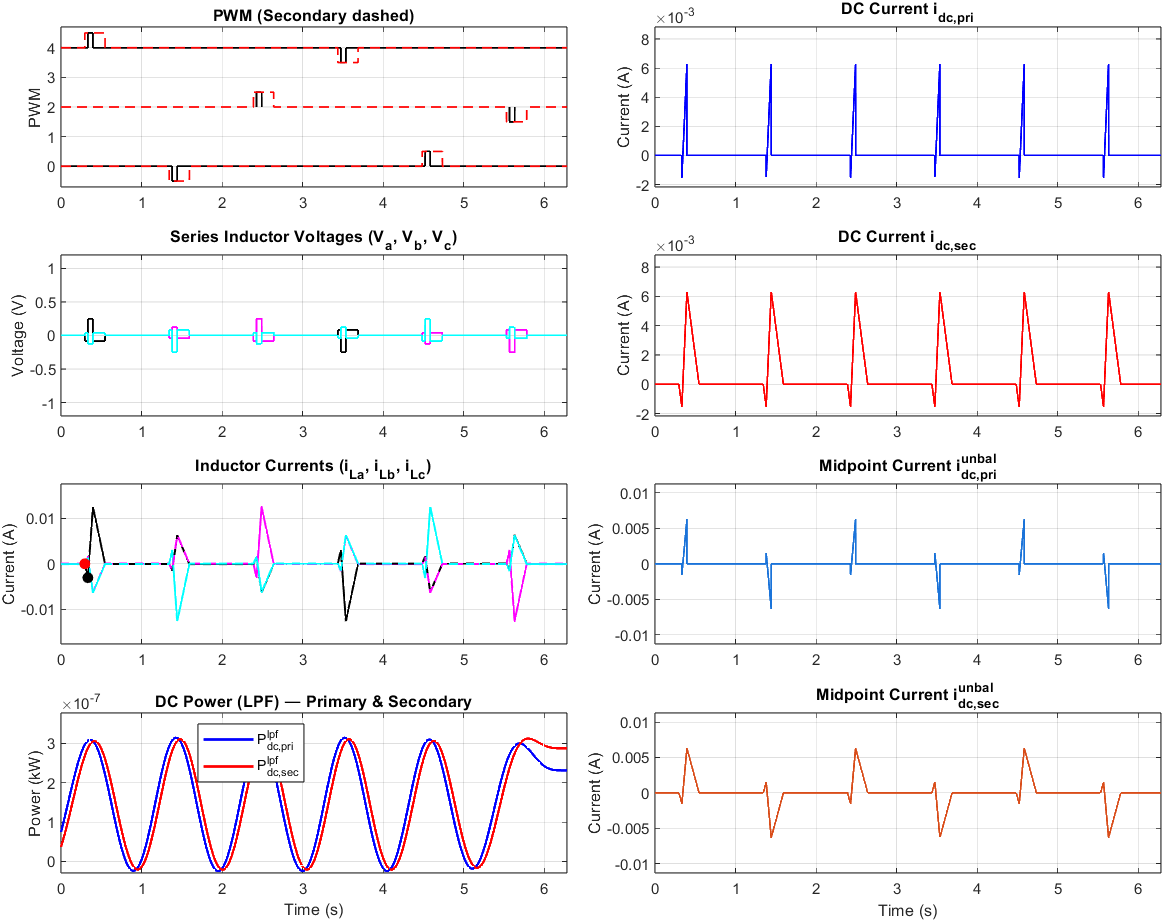 PWM (Secondary dashed)
PWM
4
3
2
1
0
0 1 2 3 4 5 6
DC Current i_dc,pri
×10^-3
Current (A)
8
6
4
2
0
-2
0 1 2 3 4 5 6
Series Inductor Voltages (V_a, V_b, V_c)
Voltage (V)
1
0.5
0
-0.5
-1
0 1 2 3 4 5 6
DC Current i_dc,sec
×10^-3
Current (A)
8
6
4
2
0
-2
0 1 2 3 4 5 6
Inductor Currents (i_La, i_Lb, i_Lc)
Current (A)
0.01
0
-0.01
0 1 2 3 4 5 6
Midpoint Current i^unbal_dc,pri
Current (A)
0.01
0.005
0
-0.005
-0.01
0 1 2 3 4 5 6
DC Power (LPF) — Primary & Secondary
×10^-7
Power (kW)
3
2
1
0
P^lpf_dc,pri
P^lpf_dc,sec
0 1 2 3 4 5 6
Time (s)
Midpoint Current i^unbal_dc,sec
Current (A)
0.01
0.005
0
-0.005
-0.01
0 1 2 3 4 5 6
Time (s)